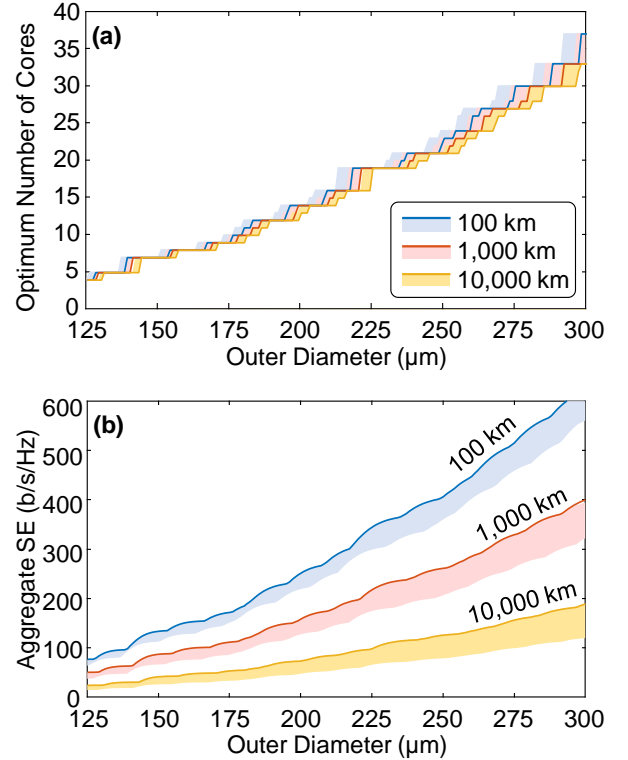 (a)
Optimum Number of Cores
40
35
30
25
20
15
10
5
0
100 km
1,000 km
10,000 km
125 150 175 200 225 250 275 300
Outer Diameter (μm)
(b)
Aggregate SE (b/s/Hz)
600
500
400
300
200
100
0
100 km
1,000 km
10,000 km
125 150 175 200 225 250 275 300
Outer Diameter (μm)